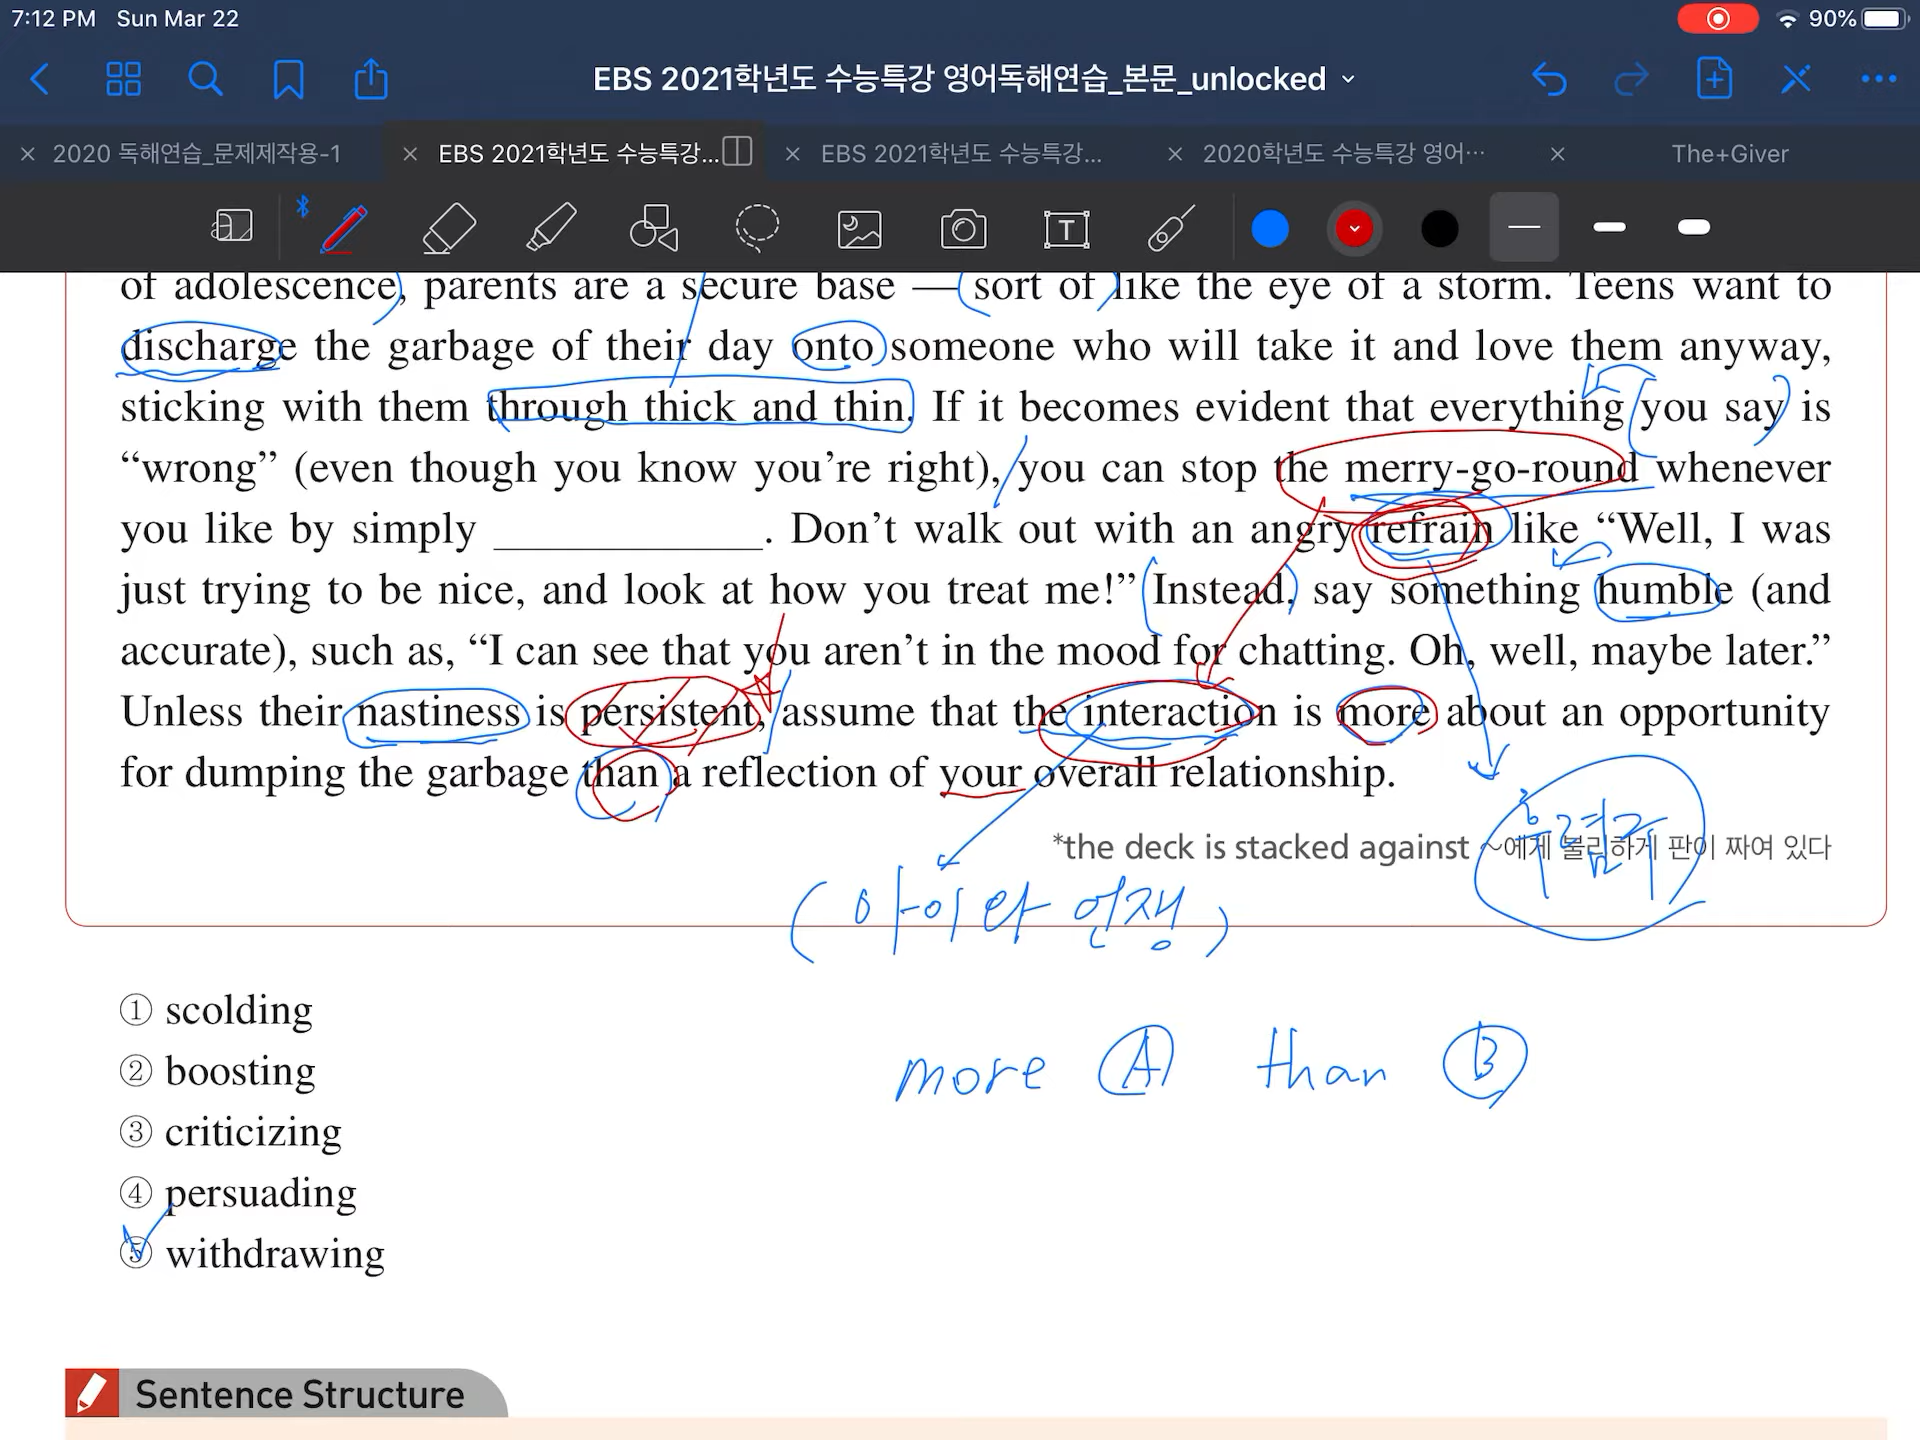 7:12 PM Sun Mar 22
90%
EBS 2021학년도 수능특강 영어독해연습_본문_unlocked
2020 독해연습_문제제작용-1
EBS 2021학년도 수능특강...
EBS 2021학년도 수능특강...
2020학년도 수능특강 영어...
The+Giver
of adolescence, parents are a secure base — sort of like the eye of a storm. Teens want to
discharge the garbage of their day onto someone who will take it and love them anyway,
sticking with them through thick and thin. If it becomes evident that everything you say is
“wrong” (even though you know you’re right), you can stop the merry-go-round whenever
you like by simply ____________. Don’t walk out with an angry refrain like “Well, I was
just trying to be nice, and look at how you treat me!” Instead, say something humble (and
accurate), such as, “I can see that you aren’t in the mood for chatting. Oh, well, maybe later.”
Unless their nastiness is persistent, assume that the interaction is more about an opportunity
for dumping the garbage than a reflection of your overall relationship.
*the deck is stacked against ~에게 불리하게 판이 짜여 있다
후렴구
(아이랑 언쟁)
① scolding
② boosting
③ criticizing
④ persuading
⑤ withdrawing
more A than B
Sentence Structure